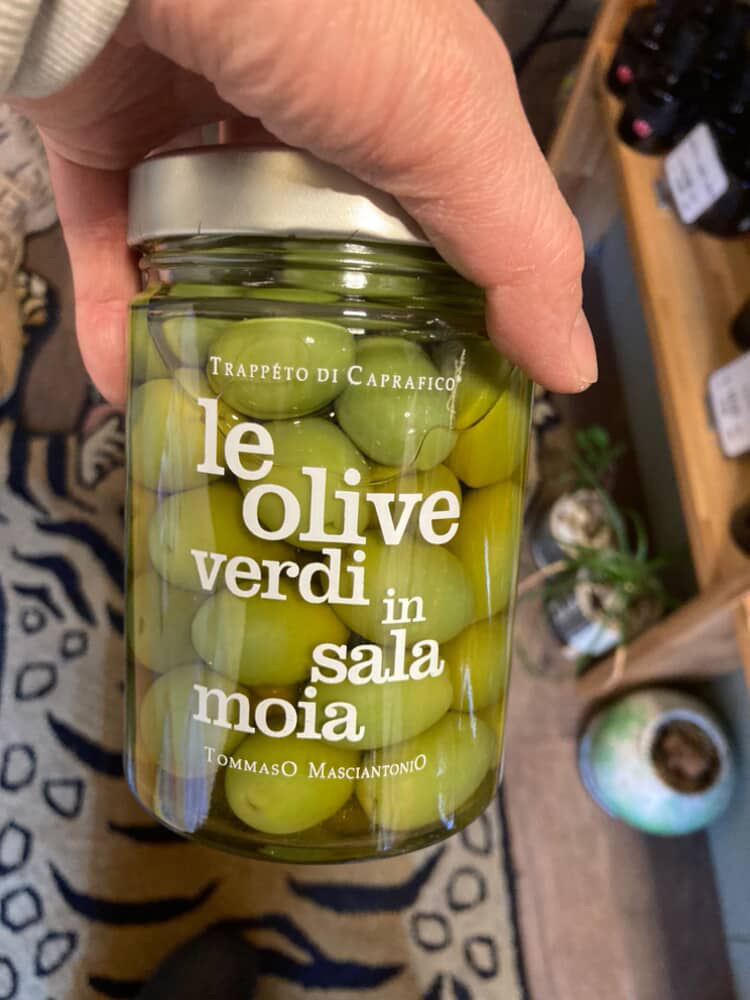 TRAPPÉTO DI CAPRAFICO
le
olive
verdi
in
sala
moia
TOMMASO MASCIANTONIO